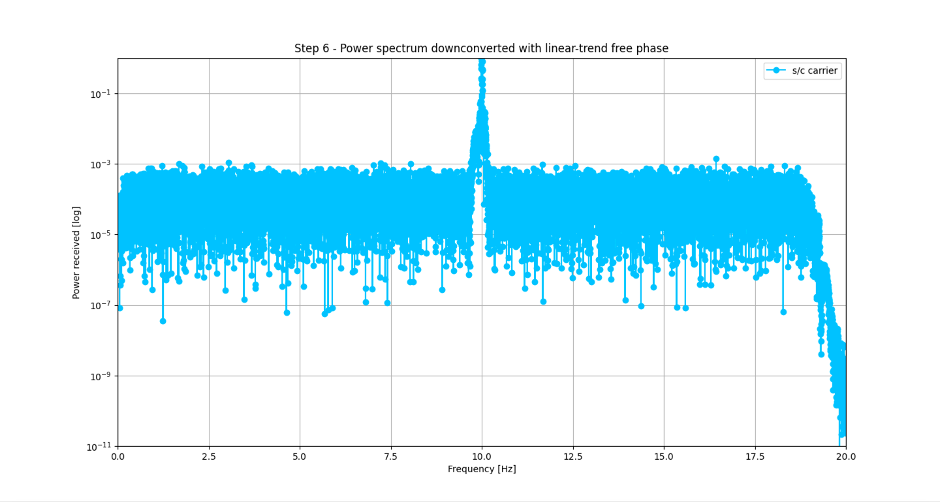 Step 6 - Power spectrum downconverted with linear-trend free phase
s/c carrier
Power received [log]
10⁻¹
10⁻³
10⁻⁵
10⁻⁷
10⁻⁹
10⁻¹¹
0.0 2.5 5.0 7.5 10.0 12.5 15.0 17.5 20.0
Frequency [Hz]